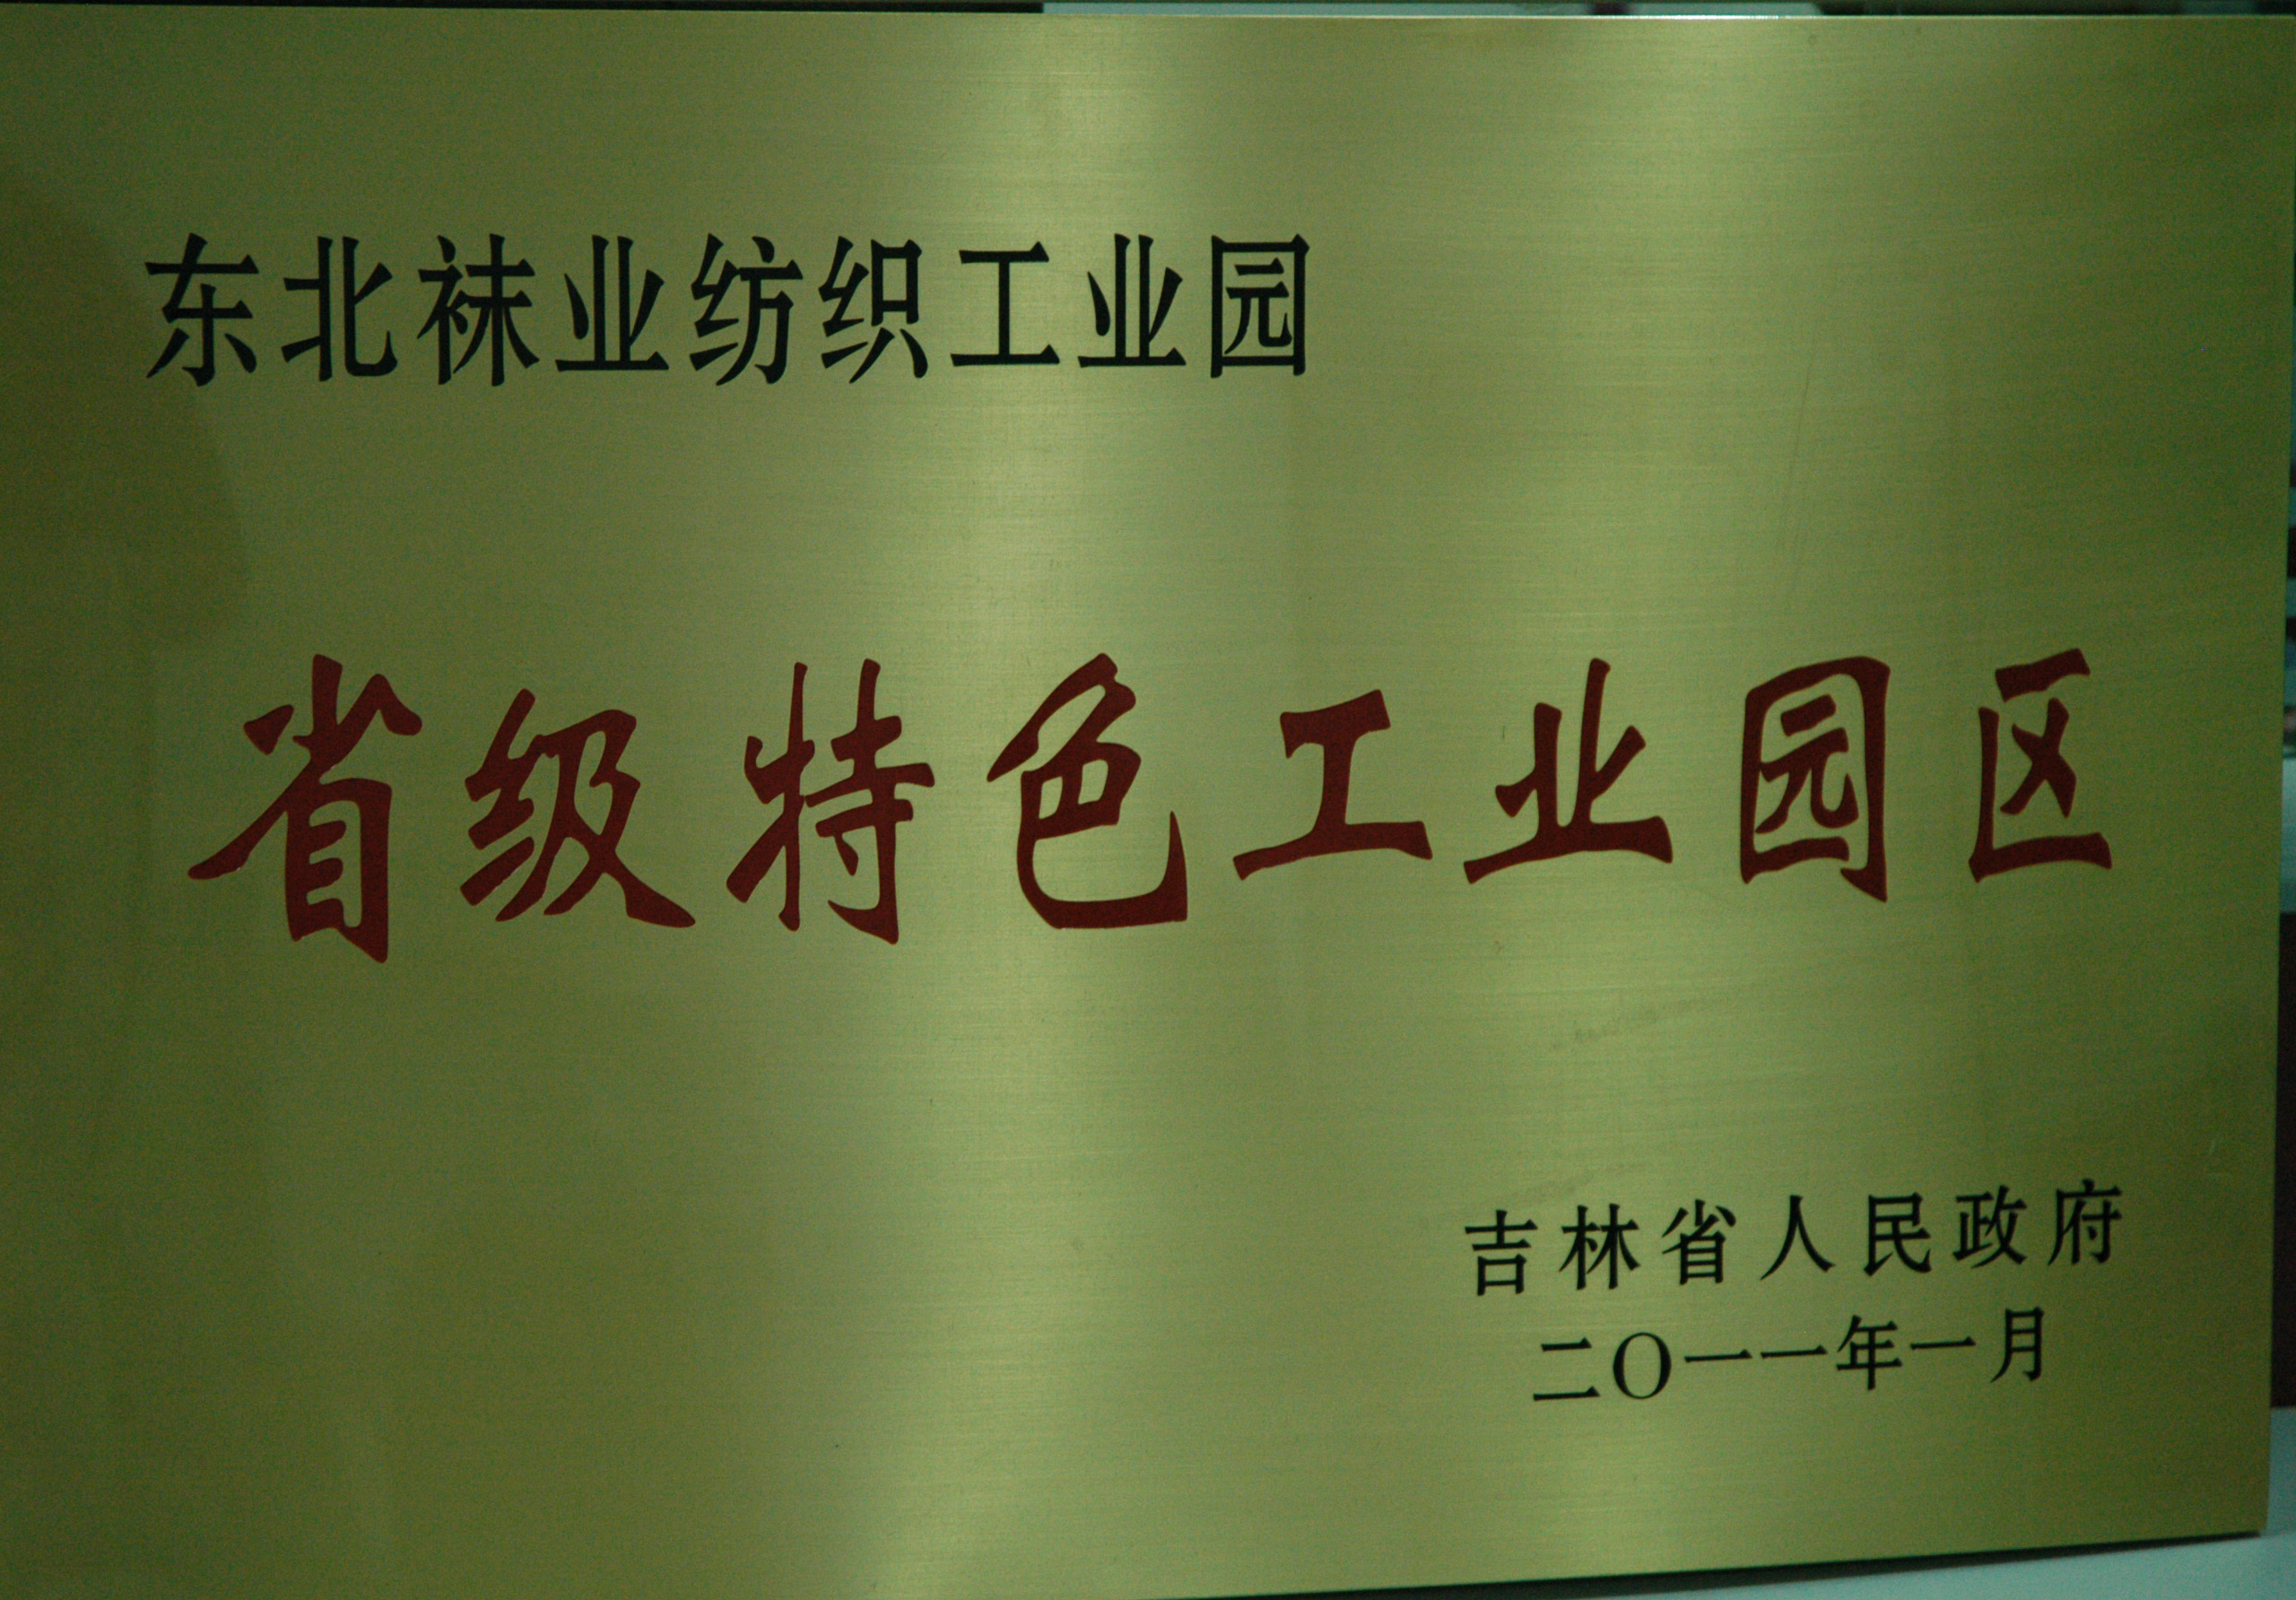 东北袜业纺织工业园
省级特色工业园区
吉林省人民政府
二〇一一年一月